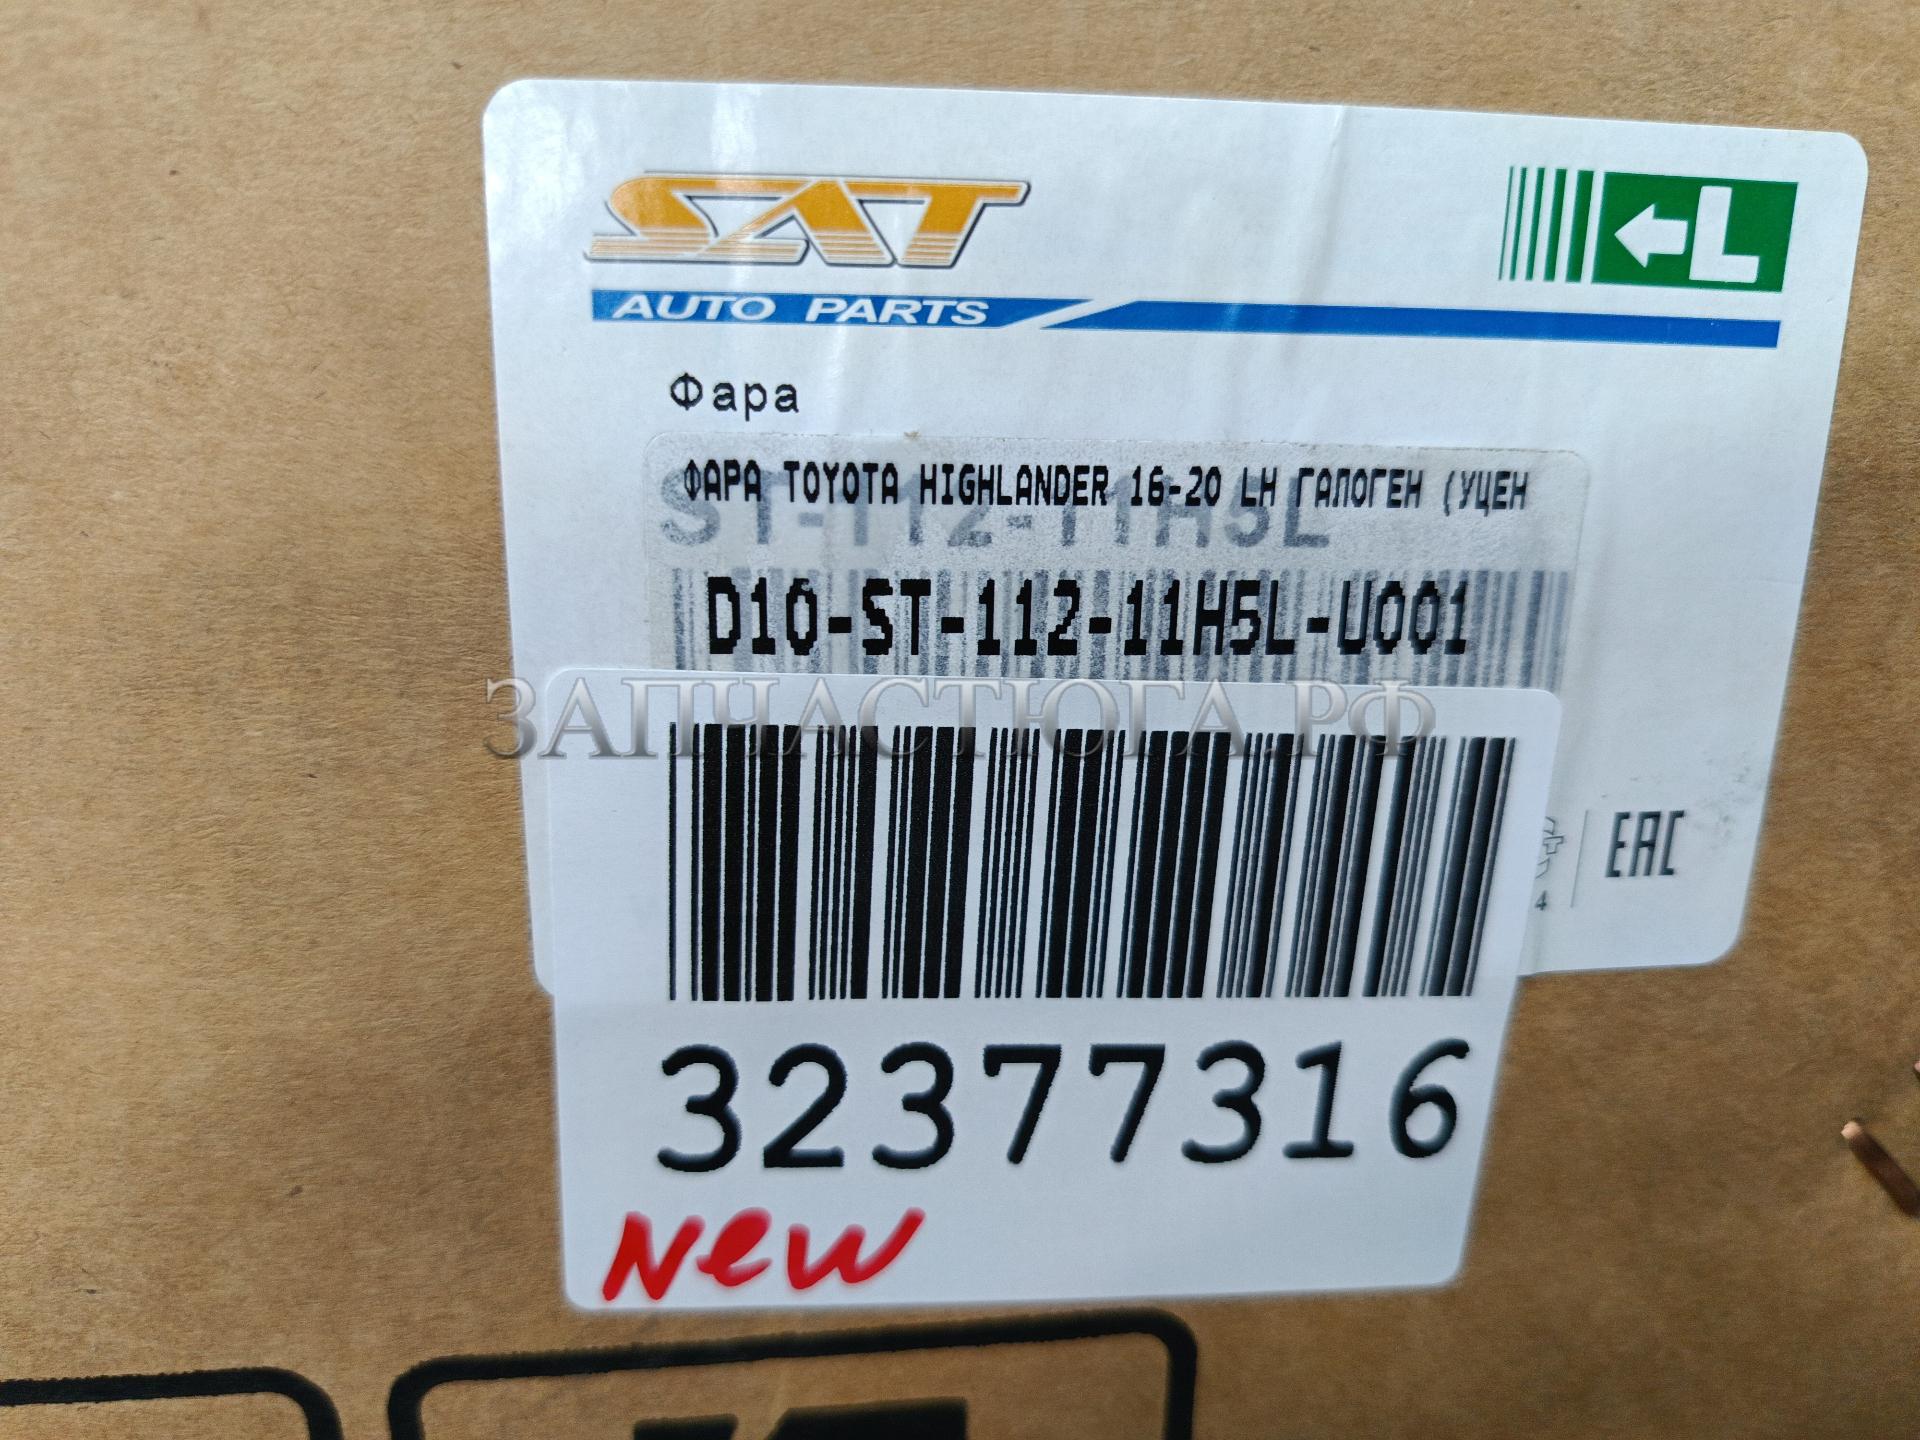 SAT
L
AUTO PARTS
Фара
ФАРА TOYOTA HIGHLANDER 16-20 LH ГАЛОГЕН (УЦЕН
ST-112-11H5L
D10-ST-112-11H5L-U001
ЗАПЧАСТЮГА.РФ
EAC
4
32377316
New